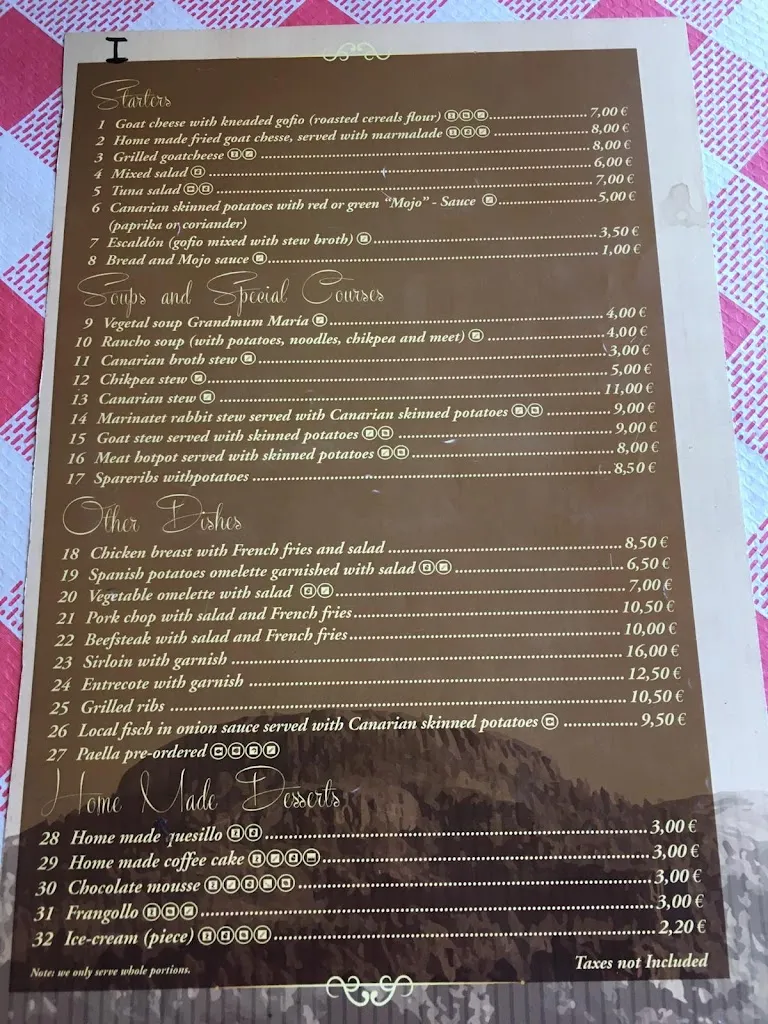 I
Starters
1 Goat cheese with kneaded gofio (roasted cereals flour) 7,00 €
2 Home made fried goat chesse, served with marmalade 8,00 €
3 Grilled goatcheese 8,00 €
4 Mixed salad 6,00 €
5 Tuna salad 7,00 €
6 Canarian skinned potatoes with red or green “Mojo” - Sauce 5,00 €
(paprika or coriander)
7 Escaldón (gofio mixed with stew broth) 3,50 €
8 Bread and Mojo sauce 1,00 €
Soups and Special Courses
9 Vegetal soup Grandmum María 4,00 €
10 Rancho soup (with potatoes, noodles, chikpea and meet) 4,00 €
11 Canarian broth stew 3,00 €
12 Chikpea stew 5,00 €
13 Canarian stew 11,00 €
14 Marinatet rabbit stew served with Canarian skinned potatoes 9,00 €
15 Goat stew served with skinned potatoes 9,00 €
16 Meat hotpot served with skinned potatoes 8,00 €
17 Spareribs withpotatoes 8,50 €
Other Dishes
18 Chicken breast with French fries and salad 8,50 €
19 Spanish potatoes omelette garnished with salad 6,50 €
20 Vegetable omelette with salad 7,00 €
21 Pork chop with salad and French fries 10,50 €
22 Beefsteak with salad and French fries 10,00 €
23 Sirloin with garnish 16,00 €
24 Entrecote with garnish 12,50 €
25 Grilled ribs 10,50 €
26 Local fisch in onion sauce served with Canarian skinned potatoes 9,50 €
27 Paella pre-ordered
Home Made Desserts
28 Home made quesillo 3,00 €
29 Home made coffee cake 3,00 €
30 Chocolate mousse 3,00 €
31 Frangollo 3,00 €
32 Ice-cream (piece) 2,20 €
Taxes not Included
Note: we only serve whole portions.